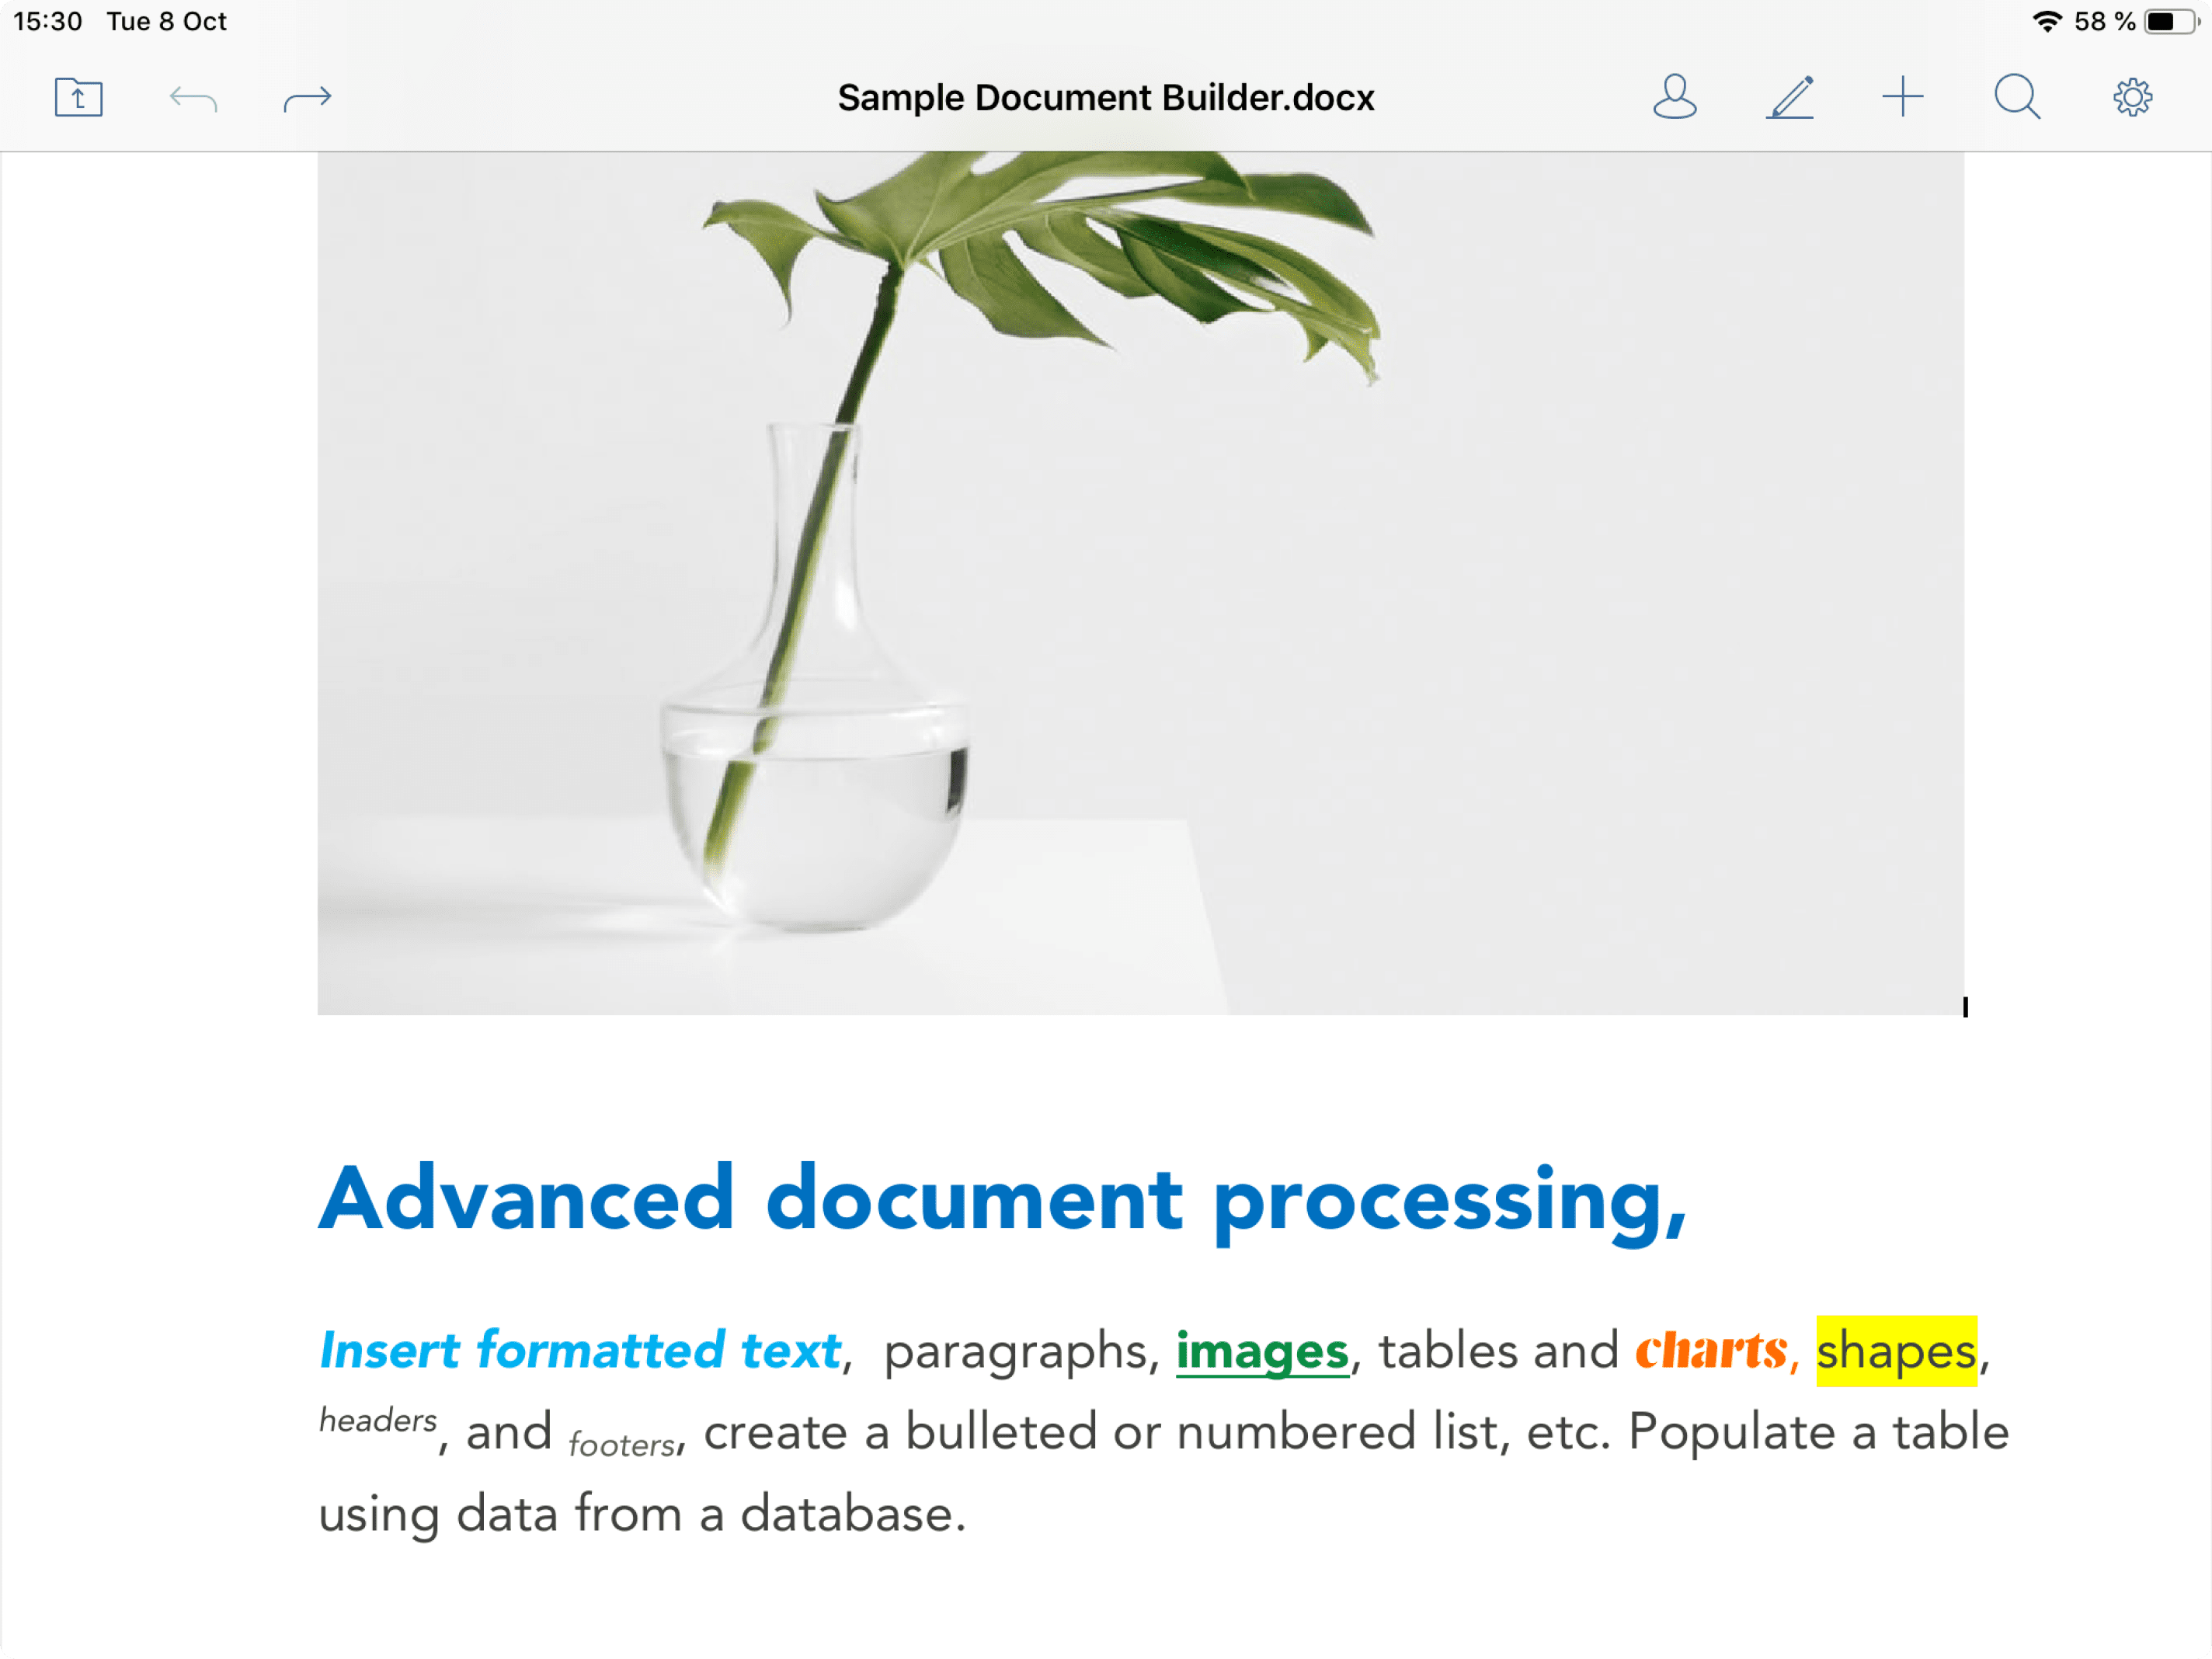 15:30 Tue 8 Oct 58 %
Sample Document Builder.docx
Advanced document processing,
Insert formatted text,  paragraphs, images, tables and charts, shapes,
headers, and footers, create a bulleted or numbered list, etc. Populate a table
using data from a database.